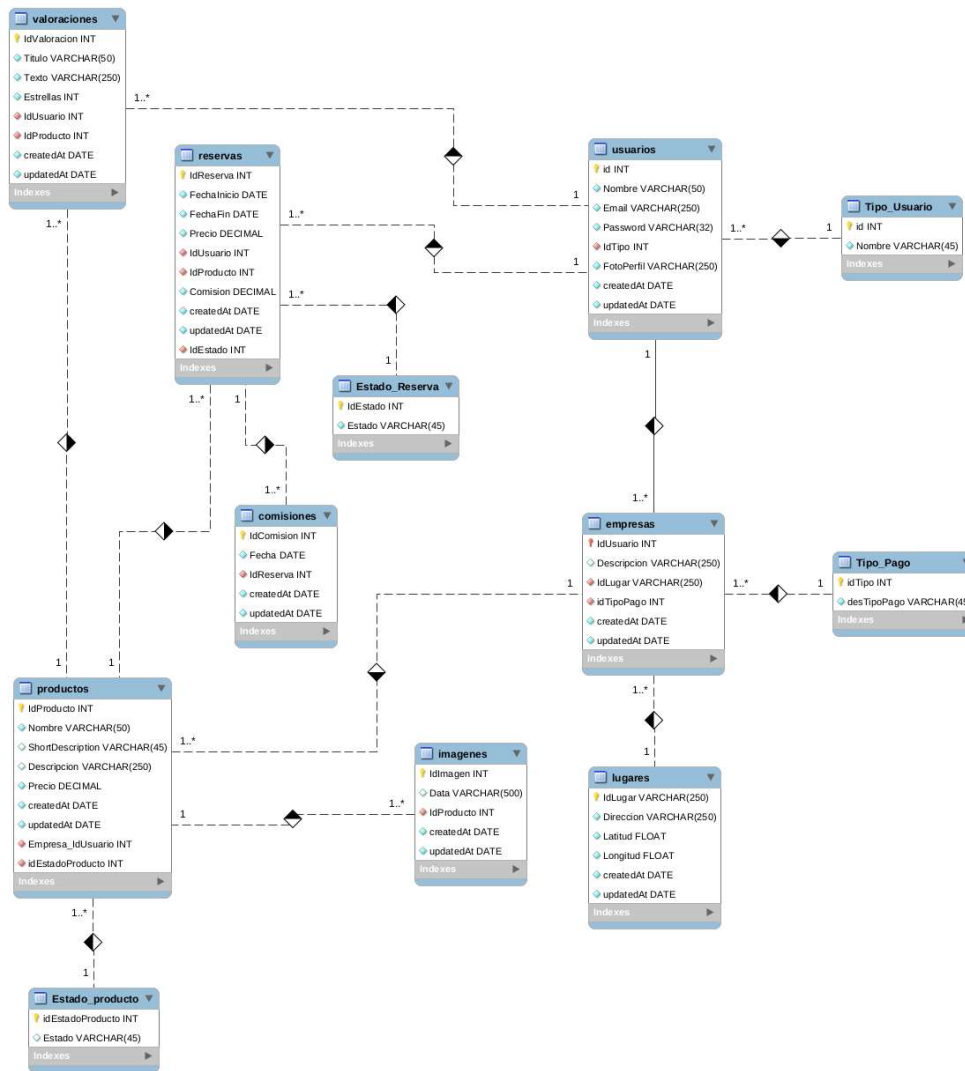 valoraciones
IdValoracion INT
Titulo VARCHAR(50)
Texto VARCHAR(250)
Estrellas INT
IdUsuario INT
IdProducto INT
createdAt DATE
updatedAt DATE
Indexes
1..*
1..*
1
1
reservas
IdReserva INT
FechaInicio DATE
FechaFin DATE
Precio DECIMAL
IdUsuario INT
IdProducto INT
Comision DECIMAL
createdAt DATE
updatedAt DATE
IdEstado INT
Indexes
1..*
1
1..*
1
1..*
1
1
1..*
usuarios
id INT
Nombre VARCHAR(50)
Email VARCHAR(250)
Password VARCHAR(32)
IdTipo INT
FotoPerfil VARCHAR(250)
createdAt DATE
updatedAt DATE
Indexes
1..*
1
1
1..*
Tipo_Usuario
id INT
Nombre VARCHAR(45)
Indexes
Estado_Reserva
IdEstado INT
Estado VARCHAR(45)
Indexes
comisiones
IdComision INT
Fecha DATE
IdReserva INT
createdAt DATE
updatedAt DATE
Indexes
empresas
IdUsuario INT
Descripcion VARCHAR(250)
IdLugar VARCHAR(250)
idTipoPago INT
createdAt DATE
updatedAt DATE
Indexes
1
1..*
1..*
1
1..*
1
Tipo_Pago
idTipo INT
desTipoPago VARCHAR(45
Indexes
productos
IdProducto INT
Nombre VARCHAR(50)
ShortDescription VARCHAR(45)
Descripcion VARCHAR(250)
Precio DECIMAL
createdAt DATE
updatedAt DATE
Empresa_IdUsuario INT
idEstadoProducto INT
Indexes
1
1..*
1..*
1
imagenes
IdImagen INT
Data VARCHAR(500)
IdProducto INT
createdAt DATE
updatedAt DATE
Indexes
lugares
IdLugar VARCHAR(250)
Direccion VARCHAR(250)
Latitud FLOAT
Longitud FLOAT
createdAt DATE
updatedAt DATE
Indexes
Estado_producto
idEstadoProducto INT
Estado VARCHAR(45)
Indexes